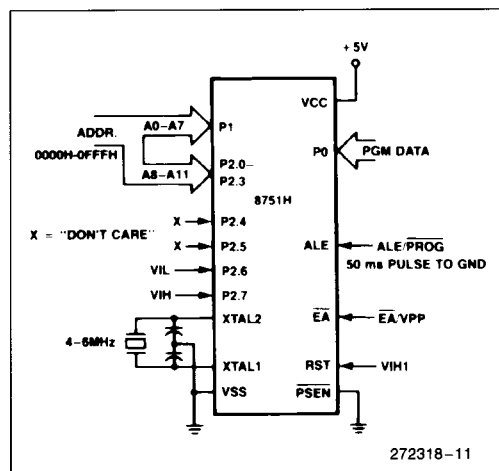 + 5V
VCC
A0–A7
P1
ADDR.
0000H-0FFFH
P0
PGM DATA
P2.0–
P2.3
A8–A11
8751H
X = "DON'T CARE"
X
P2.4
X
P2.5
ALE
ALE/PROG
50 ms PULSE TO GND
VIL
P2.6
VIH
P2.7
EA
EA/VPP
4–6MHz
XTAL2
XTAL1
RST
VIH1
VSS
PSEN
272318–11